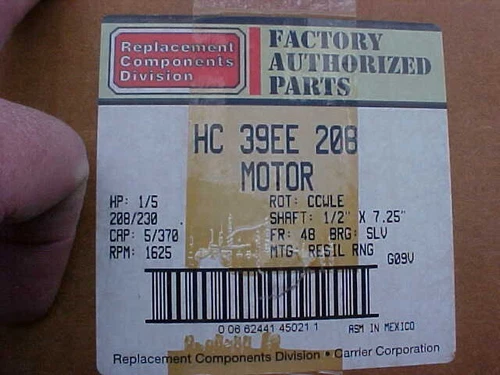 Replacement
Components
Division
FACTORY
AUTHORIZED
PARTS
HC 39EE 208
MOTOR
HP: 1/5
208/230
CAP: 5/370
RPM: 1625
ROT: CCWLE
SHAFT: 1/2" X 7.25"
FR: 48 BRG: SLV
MTG: RESIL RNG
G09V
0 06 62441 45021 1
ASM IN MEXICO
Replacement Components Division • Carrier Corporation